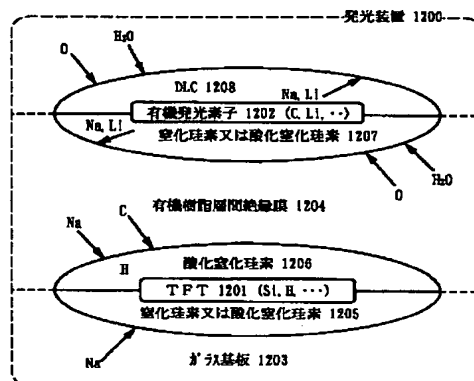 発光装置 1200
H₂O
O
DLC 1208
Na, Li
有機発光素子 1202 (C, Li, ・・)
Na, Li
窒化珪素又は酸化窒化珪素 1207
O
H₂O
有機樹脂層間絶縁膜 1204
C
Na
H
酸化窒化珪素 1206
TFT 1201 (Si, H, ・・・)
窒化珪素又は酸化窒化珪素 1205
Na
ガラス基板 1203